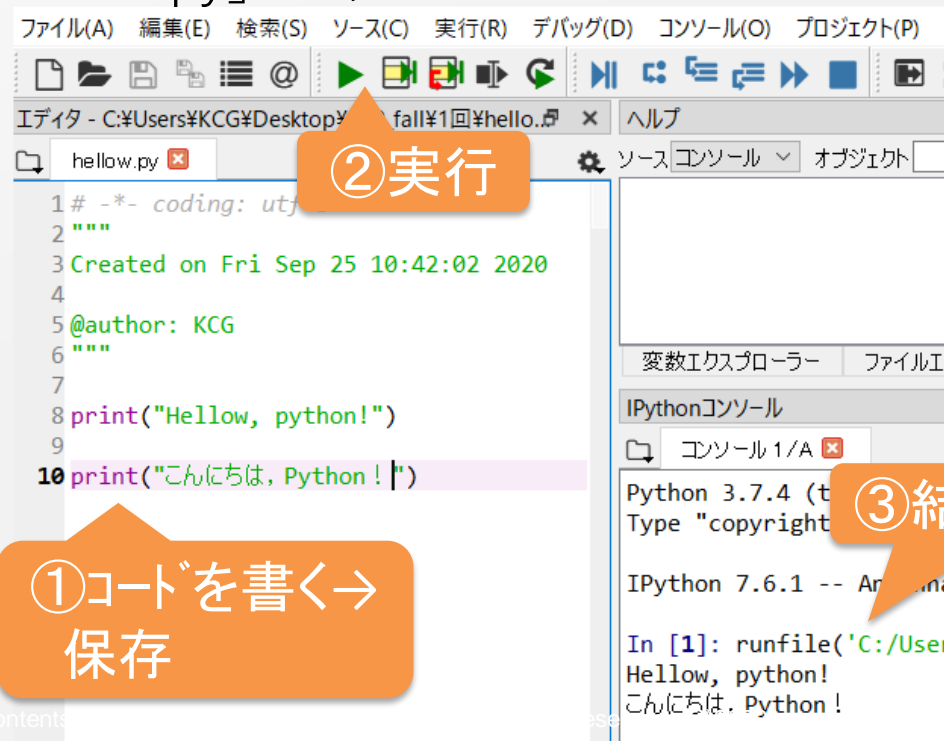 ファイル(A) 編集(E) 検索(S) ソース(C) 実行(R) デバッグ(D) コンソール(O) プロジェクト(P)
エディタ - C:¥Users¥KCG¥Desktop¥ fall¥1回¥hello..
ヘルプ
hellow.py
②実行
ソース コンソール オブジェクト
1 # -*- coding: utf
2 """
3 Created on Fri Sep 25 10:42:02 2020
4
5 @author: KCG
6 """
7
8 print("Hellow, python!")
9
10 print("こんにちは，Python！")
①コードを書く→
保存
変数エクスプローラー ファイルエ
IPythonコンソール
コンソール 1/A
Python 3.7.4 (t
Type "copyright
③結
IPython 7.6.1 -- An
In [1]: runfile('C:/User
Hellow, python!
こんにちは，Python！